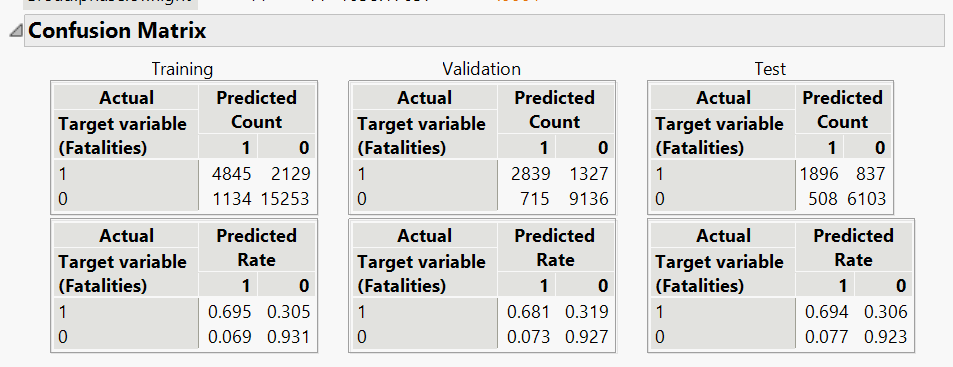 Confusion Matrix
Training Validation Test
Actual Predicted Actual Predicted Actual Predicted
Target variable Count Target variable Count Target variable Count
(Fatalities) 1 0 (Fatalities) 1 0 (Fatalities) 1 0
1 4845 2129 1 2839 1327 1 1896 837
0 1134 15253 0 715 9136 0 508 6103
Actual Predicted Actual Predicted Actual Predicted
Target variable Rate Target variable Rate Target variable Rate
(Fatalities) 1 0 (Fatalities) 1 0 (Fatalities) 1 0
1 0.695 0.305 1 0.681 0.319 1 0.694 0.306
0 0.069 0.931 0 0.073 0.927 0 0.077 0.923